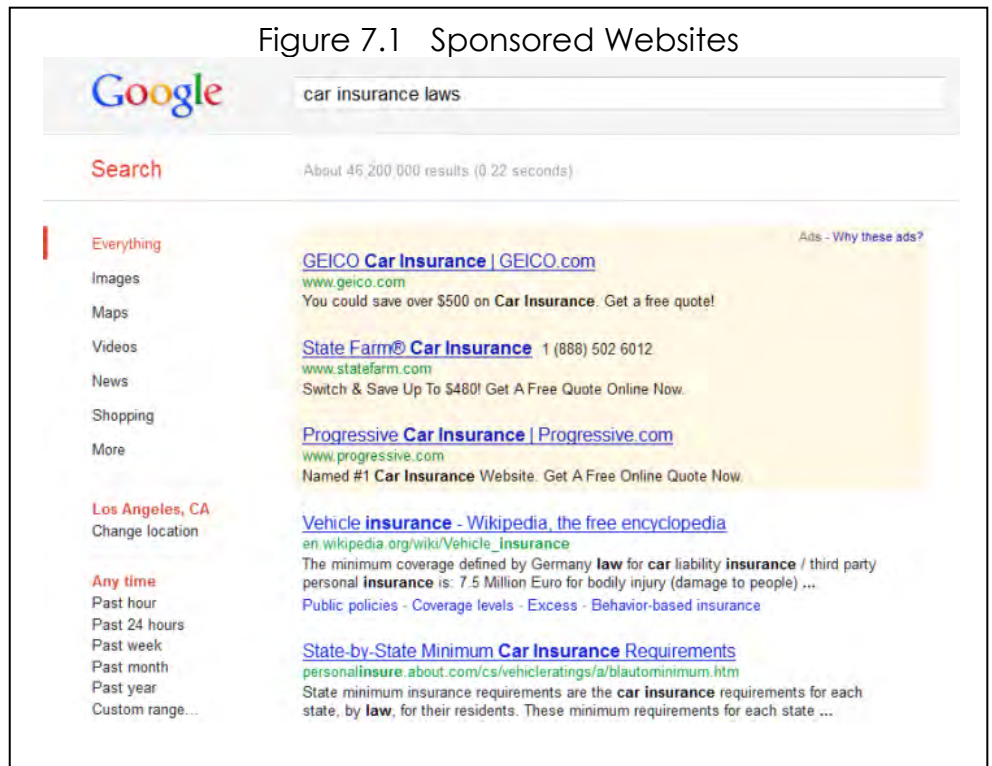 Figure 7.1 Sponsored Websites
Google
car insurance laws
Search
About 46,200,000 results (0.22 seconds)
Everything
Images
Maps
Videos
News
Shopping
More
Los Angeles, CA
Change location
Any time
Past hour
Past 24 hours
Past week
Past month
Past year
Custom range...
Ads - Why these ads?
GEICO Car Insurance | GEICO.com
www.geico.com
You could save over $500 on Car Insurance. Get a free quote!
State Farm® Car Insurance 1 (888) 502 6012
www.statefarm.com
Switch & Save Up To $480! Get A Free Quote Online Now.
Progressive Car Insurance | Progressive.com
www.progressive.com
Named #1 Car Insurance Website. Get A Free Online Quote Now.
Vehicle insurance - Wikipedia, the free encyclopedia
en.wikipedia.org/wiki/Vehicle_insurance
The minimum coverage defined by Germany law for car liability insurance / third party
personal insurance is: 7.5 Million Euro for bodily injury (damage to people) ...
Public policies - Coverage levels - Excess - Behavior-based insurance
State-by-State Minimum Car Insurance Requirements
personalinsure.about.com/cs/vehicleratings/a/blautominimum.htm
State minimum insurance requirements are the car insurance requirements for each
state, by law, for their residents. These minimum requirements for each state ...